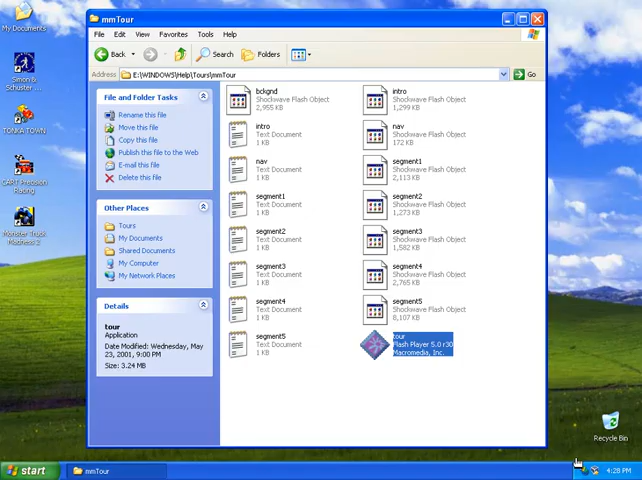 mmTour
File Edit View Favorites Tools Help
Back Search Folders
Address E:\WINDOWS\Help\Tours\mmTour Go
My Documents
Simon &
Schuster ...
TONKA TOWN
CART Precision
Racing
Monster Truck
Madness 2
File and Folder Tasks
Rename this file
Move this file
Copy this file
Publish this file to the Web
E-mail this file
Delete this file
Other Places
Tours
My Documents
Shared Documents
My Computer
My Network Places
Details
tour
Application
Date Modified: Wednesday, May
23, 2001, 9:00 PM
Size: 3.24 MB
bckgnd
Shockwave Flash Object
2,955 KB
intro
Shockwave Flash Object
1,299 KB
intro
Text Document
1 KB
nav
Shockwave Flash Object
172 KB
nav
Text Document
1 KB
segment1
Shockwave Flash Object
2,113 KB
segment1
Text Document
1 KB
segment2
Shockwave Flash Object
1,273 KB
segment2
Text Document
1 KB
segment3
Shockwave Flash Object
1,582 KB
segment3
Text Document
1 KB
segment4
Shockwave Flash Object
2,765 KB
segment4
Text Document
1 KB
segment5
Shockwave Flash Object
8,107 KB
segment5
Text Document
1 KB
tour
Flash Player 5.0 r30
Macromedia, Inc.
Recycle Bin
start mmTour 4:28 PM